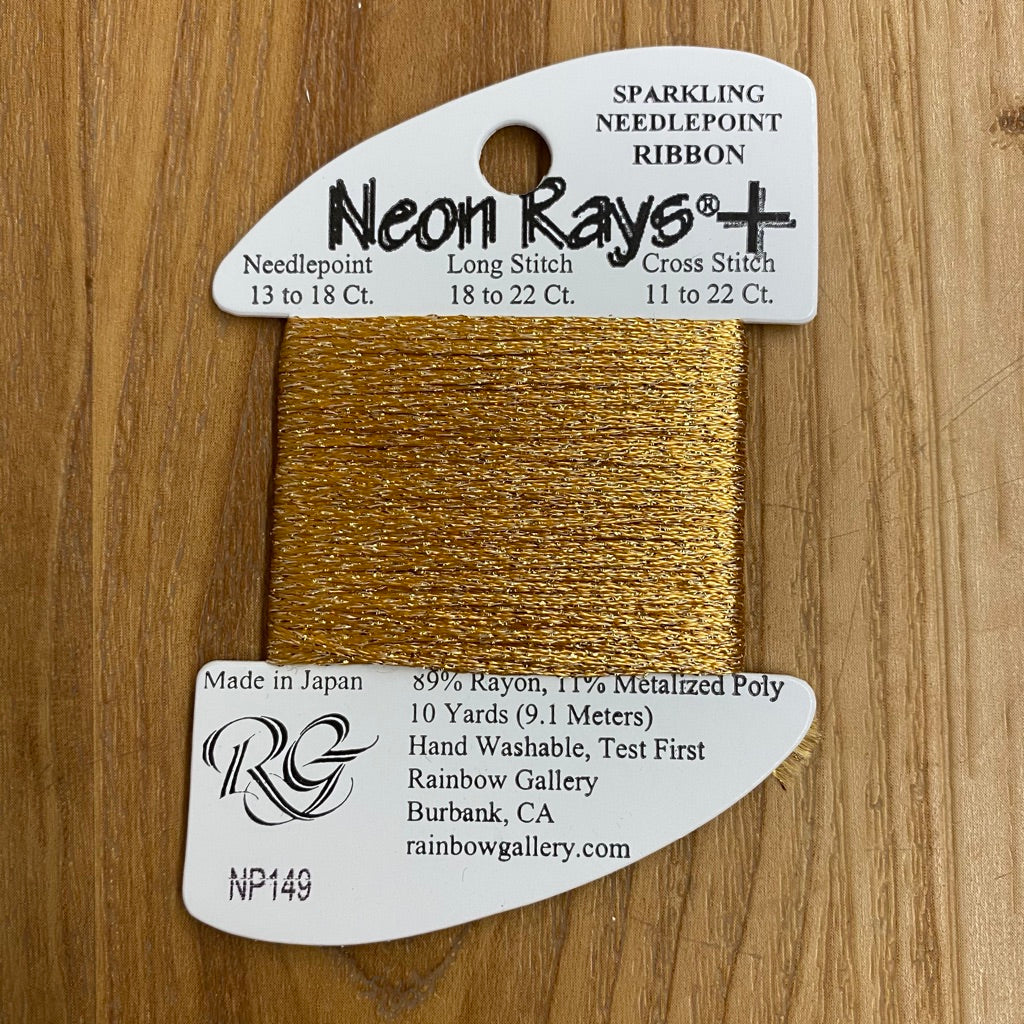 SPARKLING
NEEDLEPOINT
RIBBON
Neon Rays®+
Needlepoint Long Stitch Cross Stitch
13 to 18 Ct. 18 to 22 Ct. 11 to 22 Ct.
Made in Japan 89% Rayon, 11% Metalized Poly
10 Yards (9.1 Meters)
Hand Washable, Test First
Rainbow Gallery
Burbank, CA
rainbowgallery.com
RG
NP149